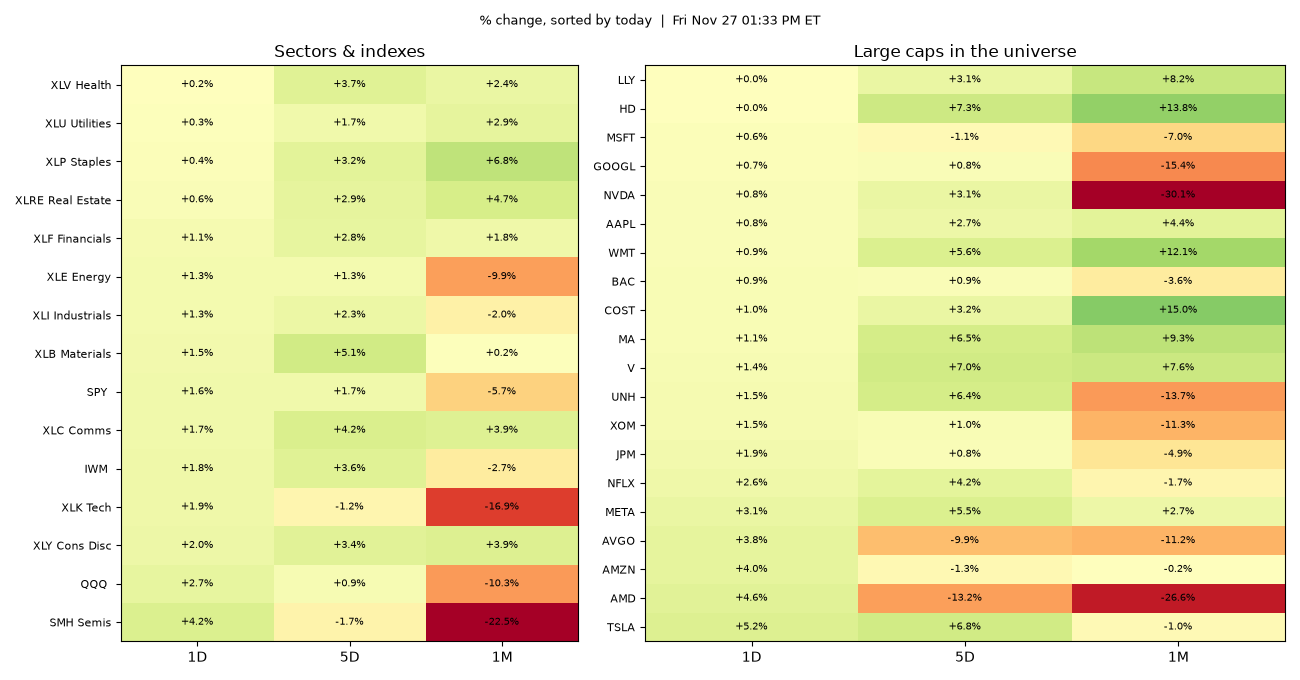 % change, sorted by today | Fri Nov 27 01:33 PM ET
Sectors & indexes
XLV Health +0.2% +3.7% +2.4%
XLU Utilities +0.3% +1.7% +2.9%
XLP Staples +0.4% +3.2% +6.8%
XLRE Real Estate +0.6% +2.9% +4.7%
XLF Financials +1.1% +2.8% +1.8%
XLE Energy +1.3% +1.3% -9.9%
XLI Industrials +1.3% +2.3% -2.0%
XLB Materials +1.5% +5.1% +0.2%
SPY +1.6% +1.7% -5.7%
XLC Comms +1.7% +4.2% +3.9%
IWM +1.8% +3.6% -2.7%
XLK Tech +1.9% -1.2% -16.9%
XLY Cons Disc +2.0% +3.4% +3.9%
QQQ +2.7% +0.9% -10.3%
SMH Semis +4.2% -1.7% -22.5%
1D 5D 1M
Large caps in the universe
LLY +0.0% +3.1% +8.2%
HD +0.0% +7.3% +13.8%
MSFT +0.6% -1.1% -7.0%
GOOGL +0.7% +0.8% -15.4%
NVDA +0.8% +3.1% -30.1%
AAPL +0.8% +2.7% +4.4%
WMT +0.9% +5.6% +12.1%
BAC +0.9% +0.9% -3.6%
COST +1.0% +3.2% +15.0%
MA +1.1% +6.5% +9.3%
V +1.4% +7.0% +7.6%
UNH +1.5% +6.4% -13.7%
XOM +1.5% +1.0% -11.3%
JPM +1.9% +0.8% -4.9%
NFLX +2.6% +4.2% -1.7%
META +3.1% +5.5% +2.7%
AVGO +3.8% -9.9% -11.2%
AMZN +4.0% -1.3% -0.2%
AMD +4.6% -13.2% -26.6%
TSLA +5.2% +6.8% -1.0%
1D 5D 1M